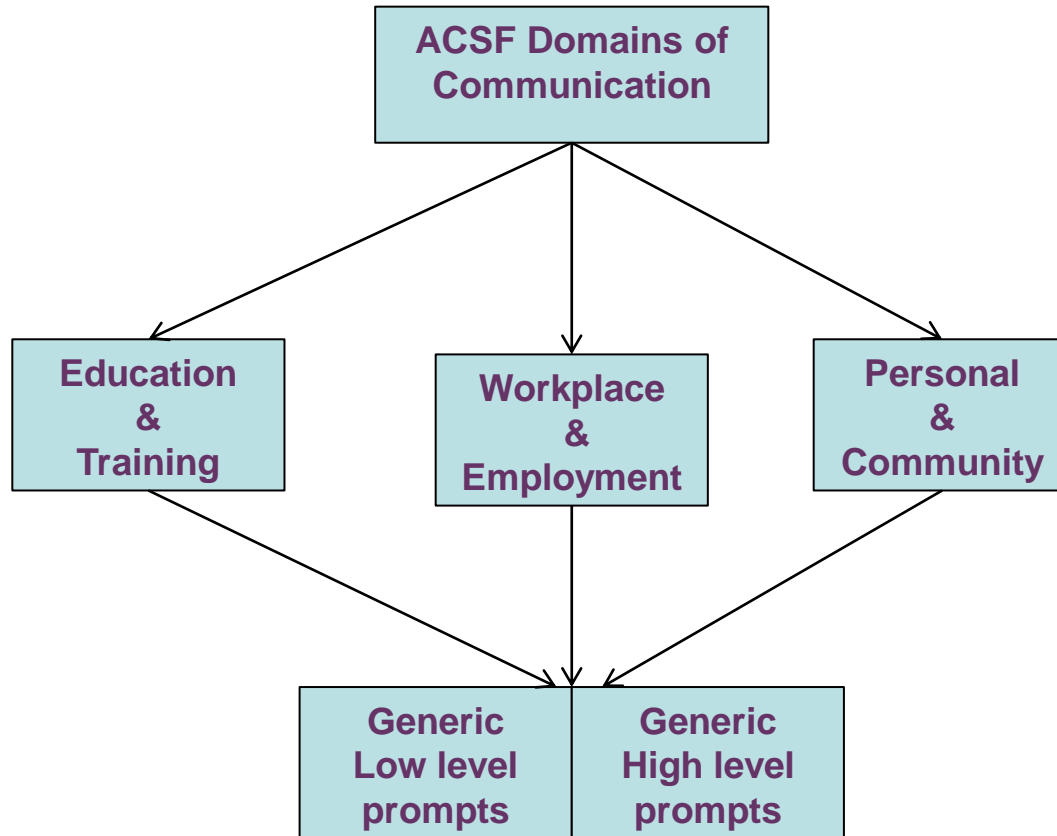 ACSF Domains of
Communication
Education
&
Training
Workplace
&
Employment
Personal
&
Community
Generic
Low level
prompts
Generic
High level
prompts